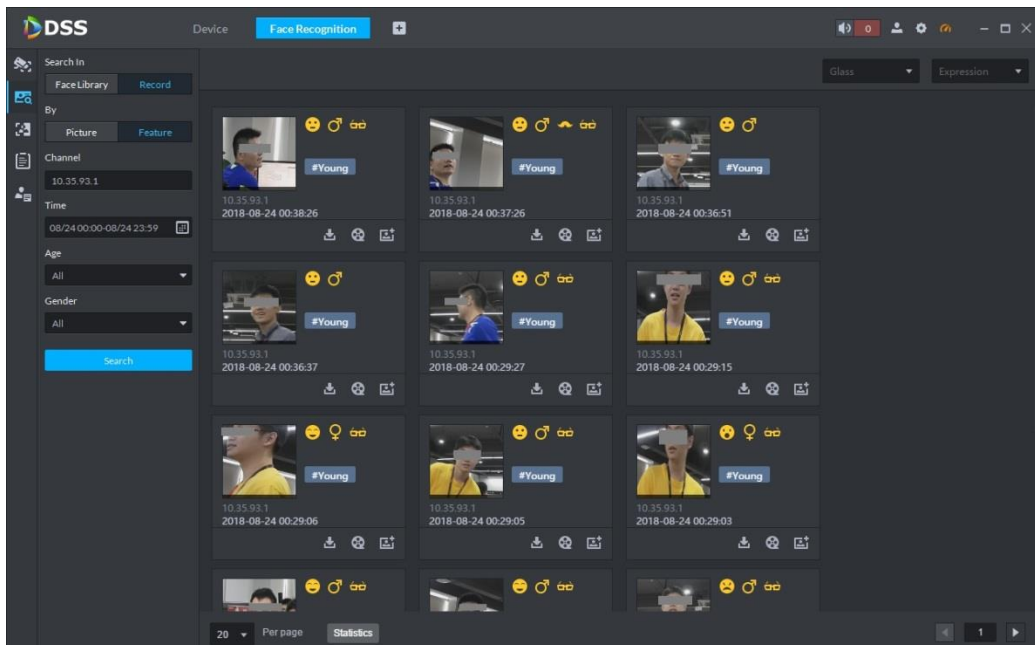 DSS
Device
Face Recognition
0
Search In
Face Library
Record
By
Picture
Feature
Channel
10.35.93.1
Time
08/24 00:00-08/24 23:59
Age
All
Gender
All
Search
Glass
Expression
#Young
10.35.93.1
2018-08-24 00:38:26
#Young
10.35.93.1
2018-08-24 00:37:26
#Young
10.35.93.1
2018-08-24 00:36:51
#Young
10.35.93.1
2018-08-24 00:36:37
#Young
10.35.93.1
2018-08-24 00:29:27
#Young
10.35.93.1
2018-08-24 00:29:15
#Young
10.35.93.1
2018-08-24 00:29:06
#Young
10.35.93.1
2018-08-24 00:29:05
#Young
10.35.93.1
2018-08-24 00:29:03
20
Per page
Statistics
1